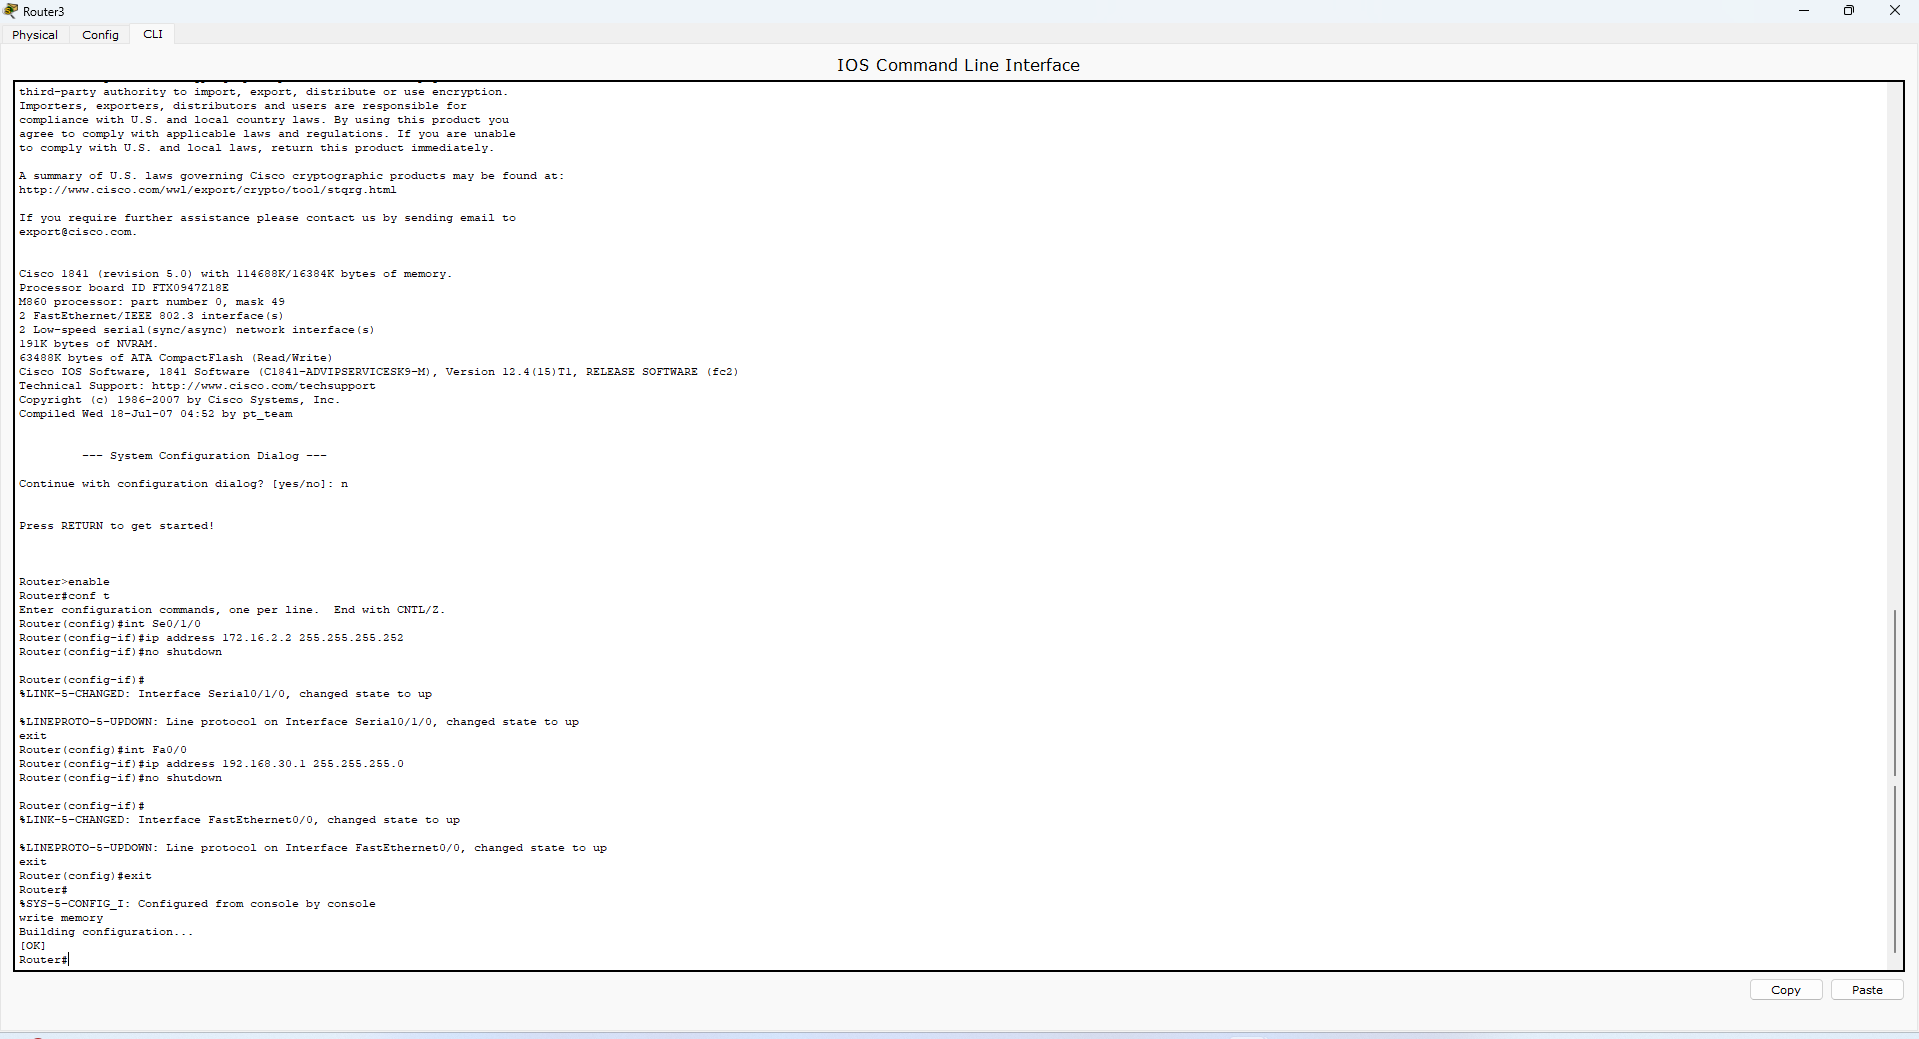 Router3
Physical
Config
CLI
IOS Command Line Interface
third-party authority to import, export, distribute or use encryption.
Importers, exporters, distributors and users are responsible for
compliance with U.S. and local country laws. By using this product you
agree to comply with applicable laws and regulations. If you are unable
to comply with U.S. and local laws, return this product immediately.
A summary of U.S. laws governing Cisco cryptographic products may be found at:
http://www.cisco.com/wwl/export/crypto/tool/stqrg.html
If you require further assistance please contact us by sending email to
export@cisco.com.
Cisco 1841 (revision 5.0) with 114688K/16384K bytes of memory.
Processor board ID FTX0947Z18E
M860 processor: part number 0, mask 49
2 FastEthernet/IEEE 802.3 interface(s)
2 Low-speed serial(sync/async) network interface(s)
191K bytes of NVRAM.
63488K bytes of ATA CompactFlash (Read/Write)
Cisco IOS Software, 1841 Software (C1841-ADVIPSERVICESK9-M), Version 12.4(15)T1, RELEASE SOFTWARE (fc2)
Technical Support: http://www.cisco.com/techsupport
Copyright (c) 1986-2007 by Cisco Systems, Inc.
Compiled Wed 18-Jul-07 04:52 by pt_team
--- System Configuration Dialog ---
Continue with configuration dialog? [yes/no]: n
Press RETURN to get started!
Router>enable
Router#conf t
Enter configuration commands, one per line.  End with CNTL/Z.
Router(config)#int Se0/1/0
Router(config-if)#ip address 172.16.2.2 255.255.255.252
Router(config-if)#no shutdown
Router(config-if)#
%LINK-5-CHANGED: Interface Serial0/1/0, changed state to up
%LINEPROTO-5-UPDOWN: Line protocol on Interface Serial0/1/0, changed state to up
exit
Router(config)#int Fa0/0
Router(config-if)#ip address 192.168.30.1 255.255.255.0
Router(config-if)#no shutdown
Router(config-if)#
%LINK-5-CHANGED: Interface FastEthernet0/0, changed state to up
%LINEPROTO-5-UPDOWN: Line protocol on Interface FastEthernet0/0, changed state to up
exit
Router(config)#exit
Router#
%SYS-5-CONFIG_I: Configured from console by console
write memory
Building configuration...
[OK]
Router#
Copy
Paste